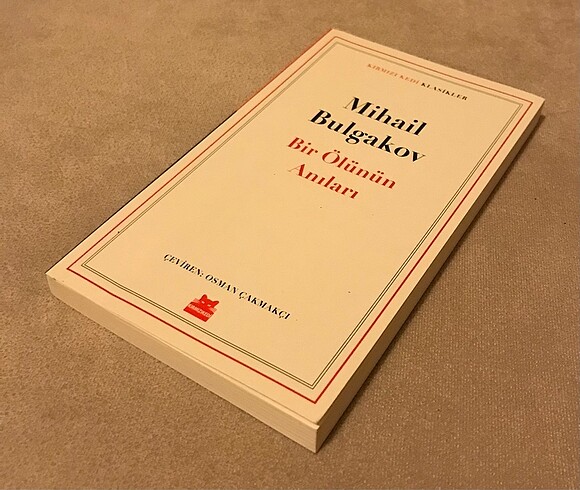 KIRMIZI KEDİ KLASİKLER
Mihail
Bulgakov
Bir Ölünün
Anıları
ÇEVİREN: OSMAN ÇAKMAKÇI